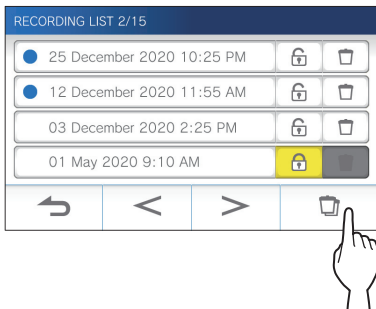 RECORDING LIST 2/15
25 December 2020 10:25 PM
12 December 2020 11:55 AM
03 December 2020 2:25 PM
01 May 2020 9:10 AM